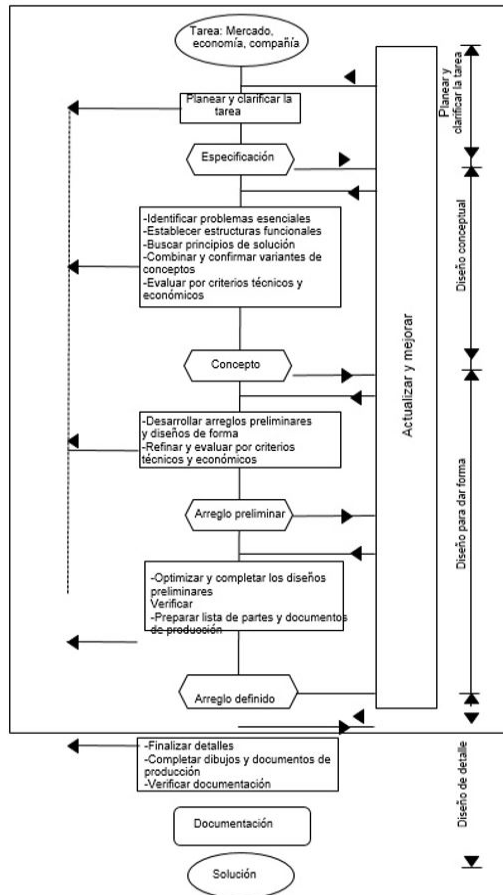 Tarea: Mercado,
economía, compañía
Planear y clarificar la
tarea
Especificación
-Identificar problemas esenciales
-Establecer estructuras funcionales
-Buscar principios de solución
-Combinar y confirmar variantes de
conceptos
-Evaluar por criterios técnicos y
económicos
Concepto
-Desarrollar arreglos preliminares
y diseños de forma
-Refinar y evaluar por criterios
técnicos y económicos
Arreglo preliminar
-Optimizar y completar los diseños
preliminares
Verificar
-Preparar lista de partes y documentos
de producción
Arreglo definido
-Finalizar detalles
-Completar dibujos y documentos de
producción
-Verificar documentación
Documentación
Solución
Actualizar y mejorar
Planear y
clarificar la tarea
Diseño conceptual
Diseño para dar forma
Diseño de detalle